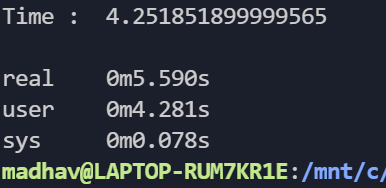 Time :  4.251851899999565
real    0m5.590s
user    0m4.281s
sys     0m0.078s
madhav@LAPTOP-RUM7KR1E:/mnt/c/